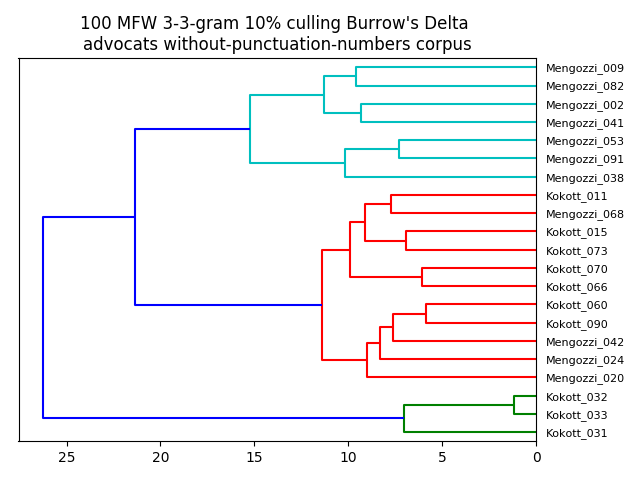 100 MFW 3-3-gram 10% culling Burrow's Delta
advocats without-punctuation-numbers corpus
Mengozzi_009
Mengozzi_082
Mengozzi_002
Mengozzi_041
Mengozzi_053
Mengozzi_091
Mengozzi_038
Kokott_011
Mengozzi_068
Kokott_015
Kokott_073
Kokott_070
Kokott_066
Kokott_060
Kokott_090
Mengozzi_042
Mengozzi_024
Mengozzi_020
Kokott_032
Kokott_033
Kokott_031
25 20 15 10 5 0